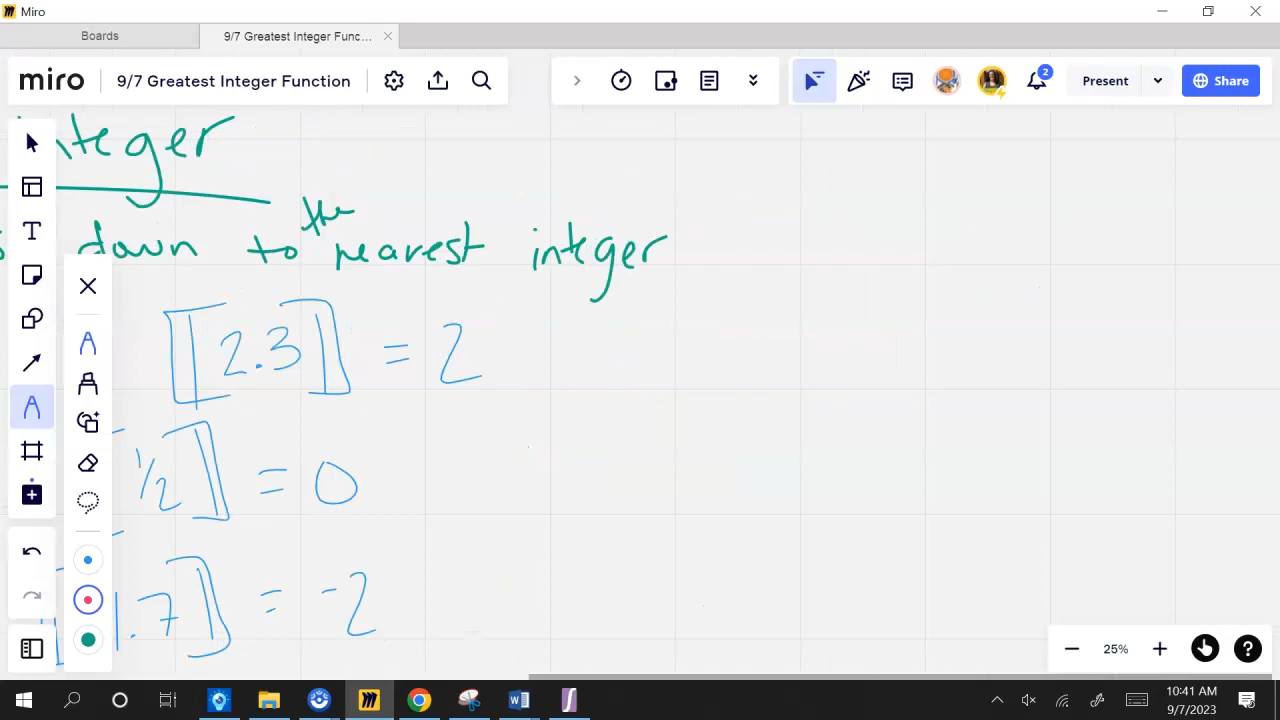 Miro
Boards
9/7 Greatest Integer Func...
miro
9/7 Greatest Integer Function
2
Present
Share
nteger
down to the nearest integer
[[2.3]] = 2
1/2]] = 0
1.7]] = -2
25%
10:41 AM
9/7/2023